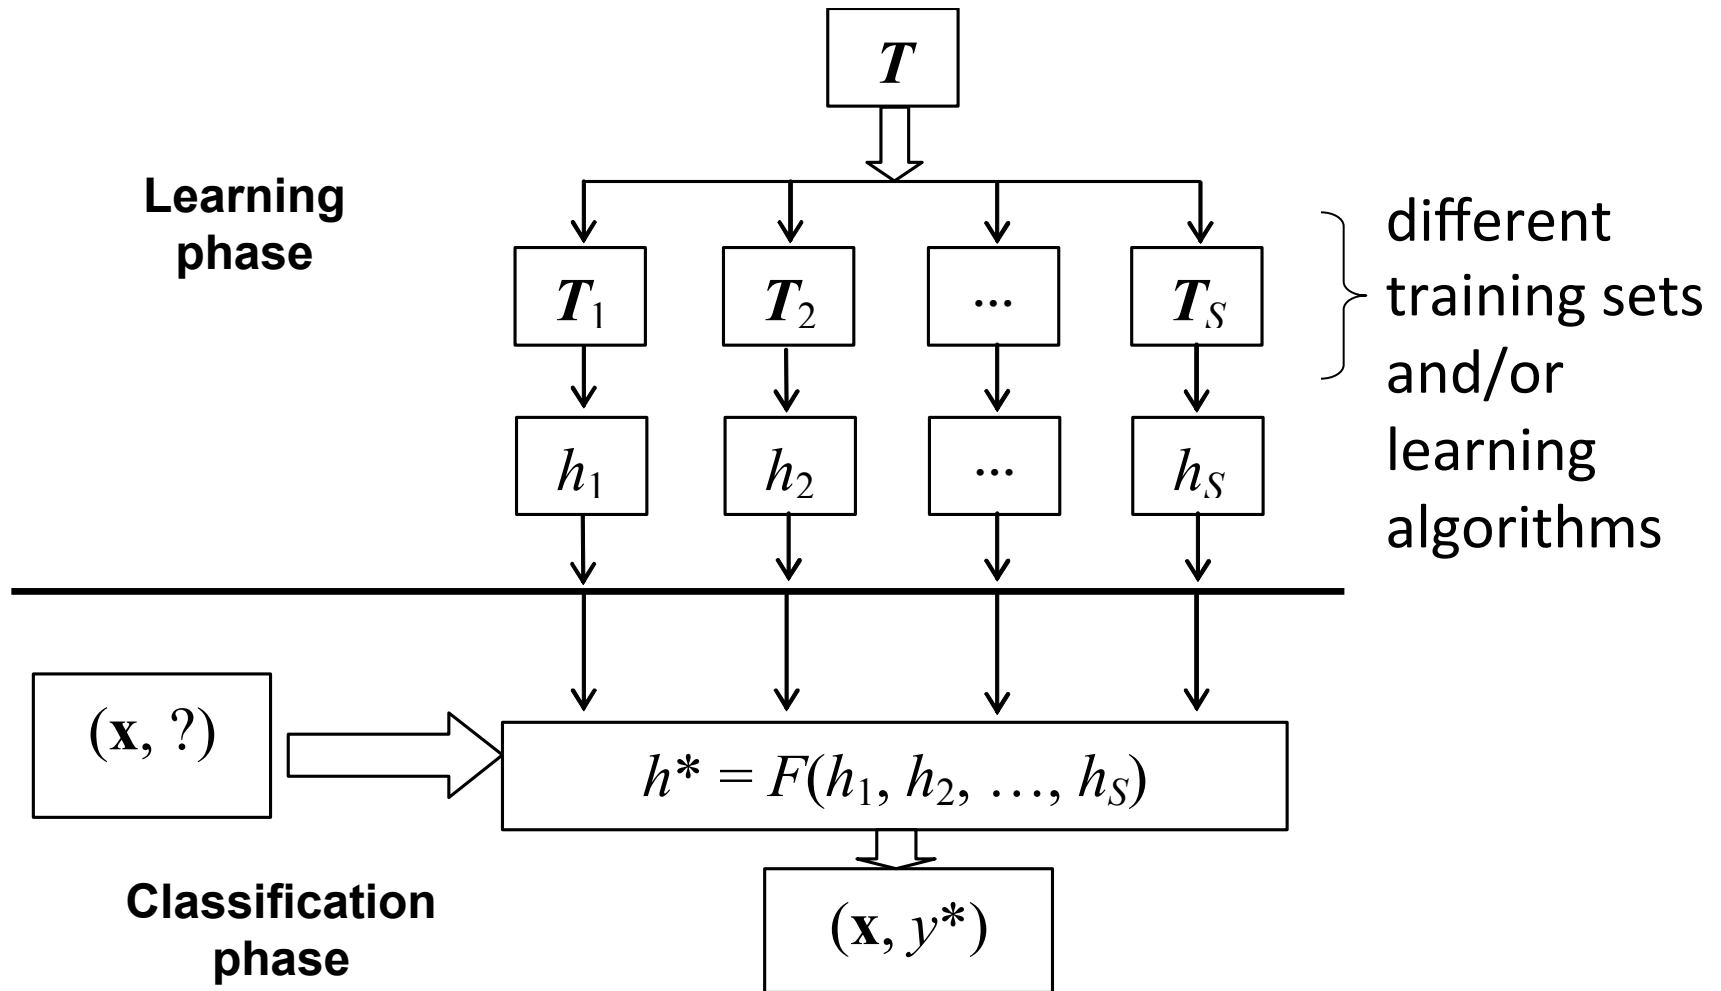 T
Learning
phase
T1 T2 ... TS
different
training sets
and/or
learning
algorithms
h1 h2 ... hS
(x, ?)
h* = F(h1, h2, …, hS)
Classification
phase
(x, y*)